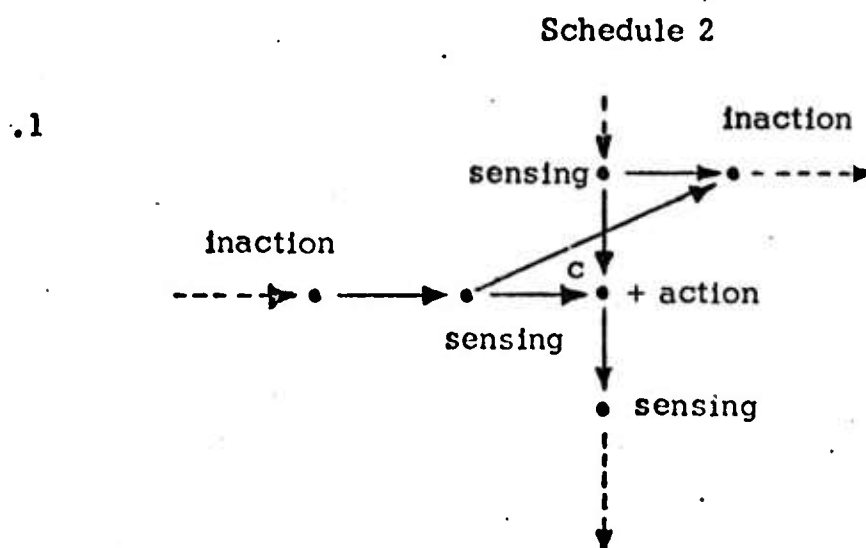 Schedule 2
.1
inaction
sensing
inaction
c
+ action
sensing
sensing